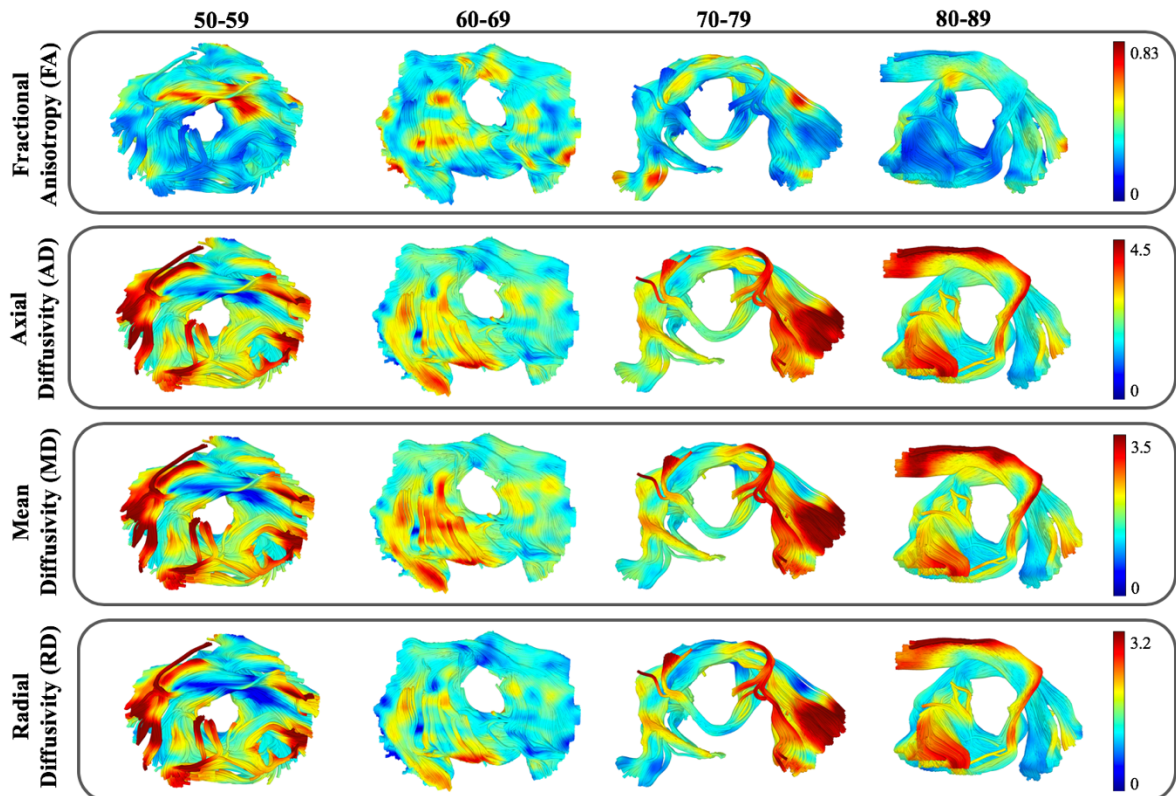 50-59
60-69
70-79
80-89
Fractional
Anisotropy (FA)
0.83
0
Axial
Diffusivity (AD)
4.5
0
Mean
Diffusivity (MD)
3.5
0
Radial
Diffusivity (RD)
3.2
0